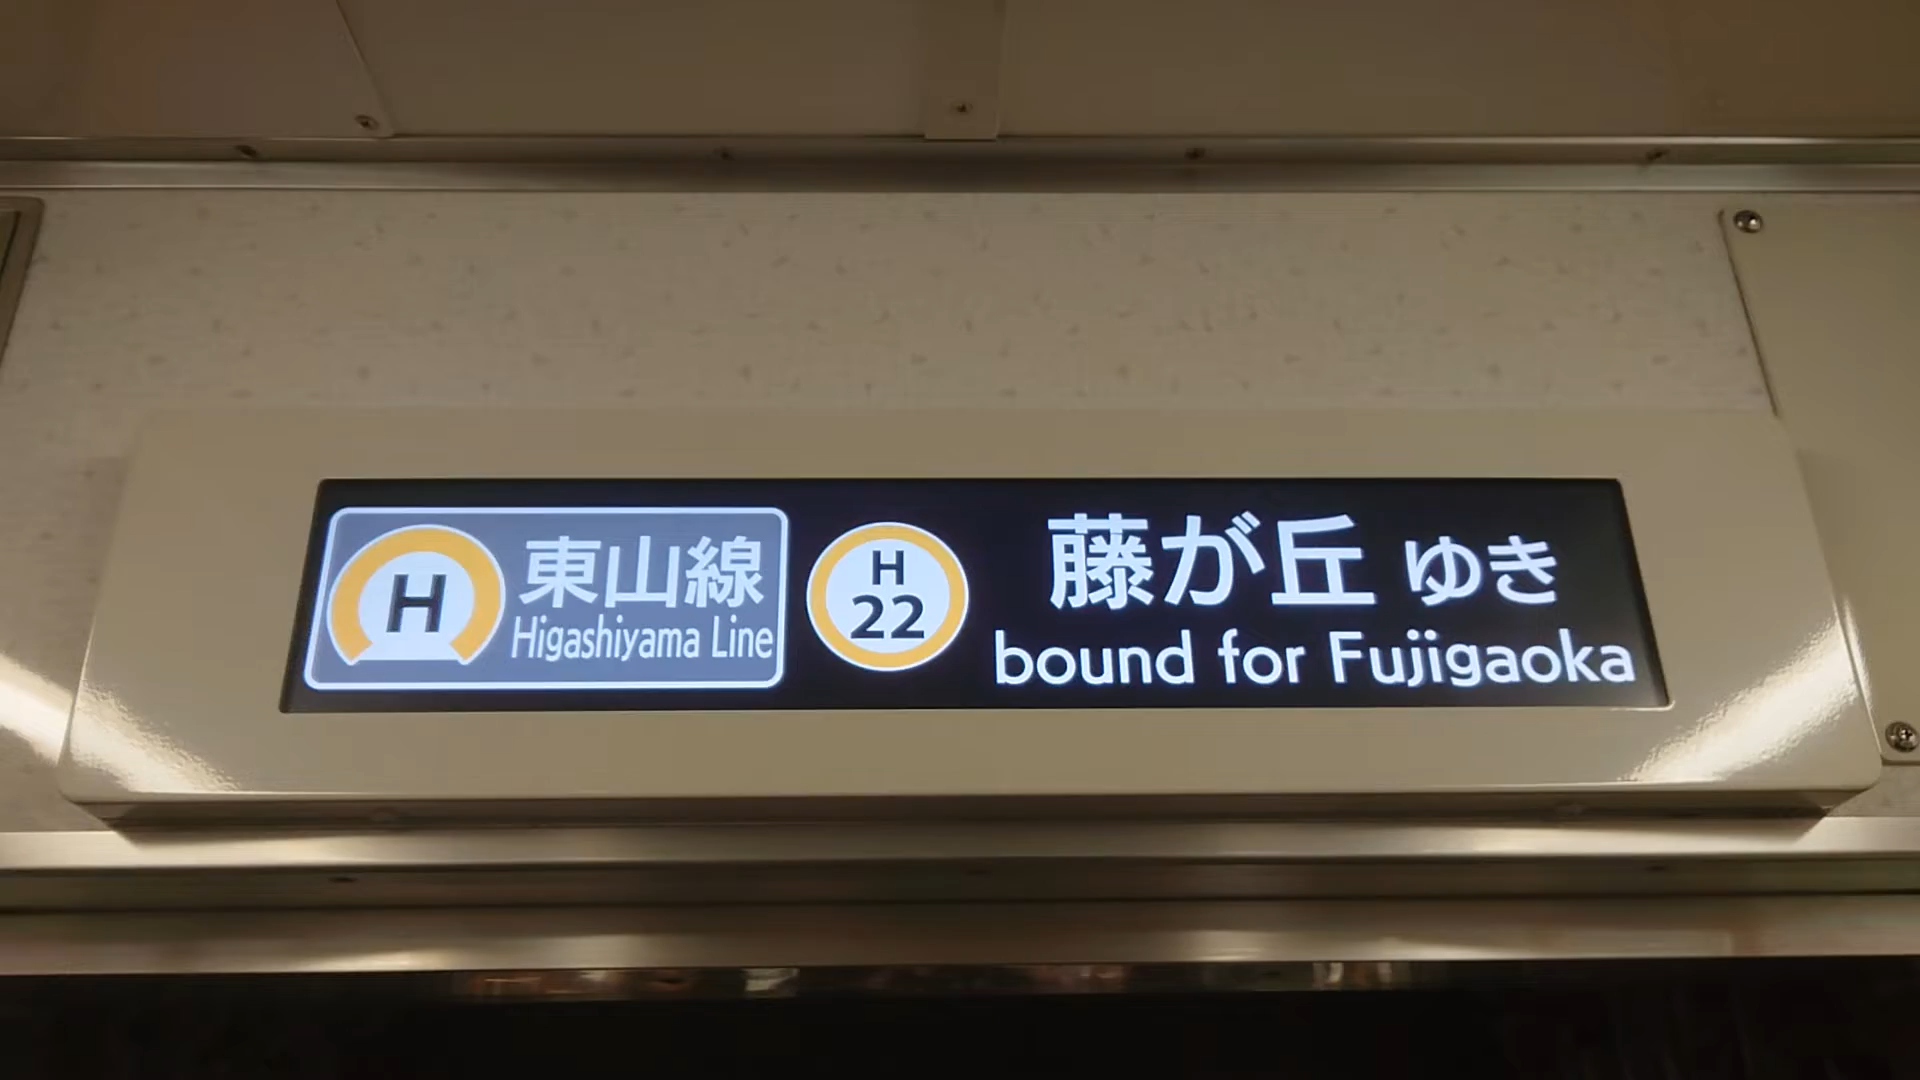 H
東山線
Higashiyama Line
H
22
藤が丘 ゆき
bound for Fujigaoka